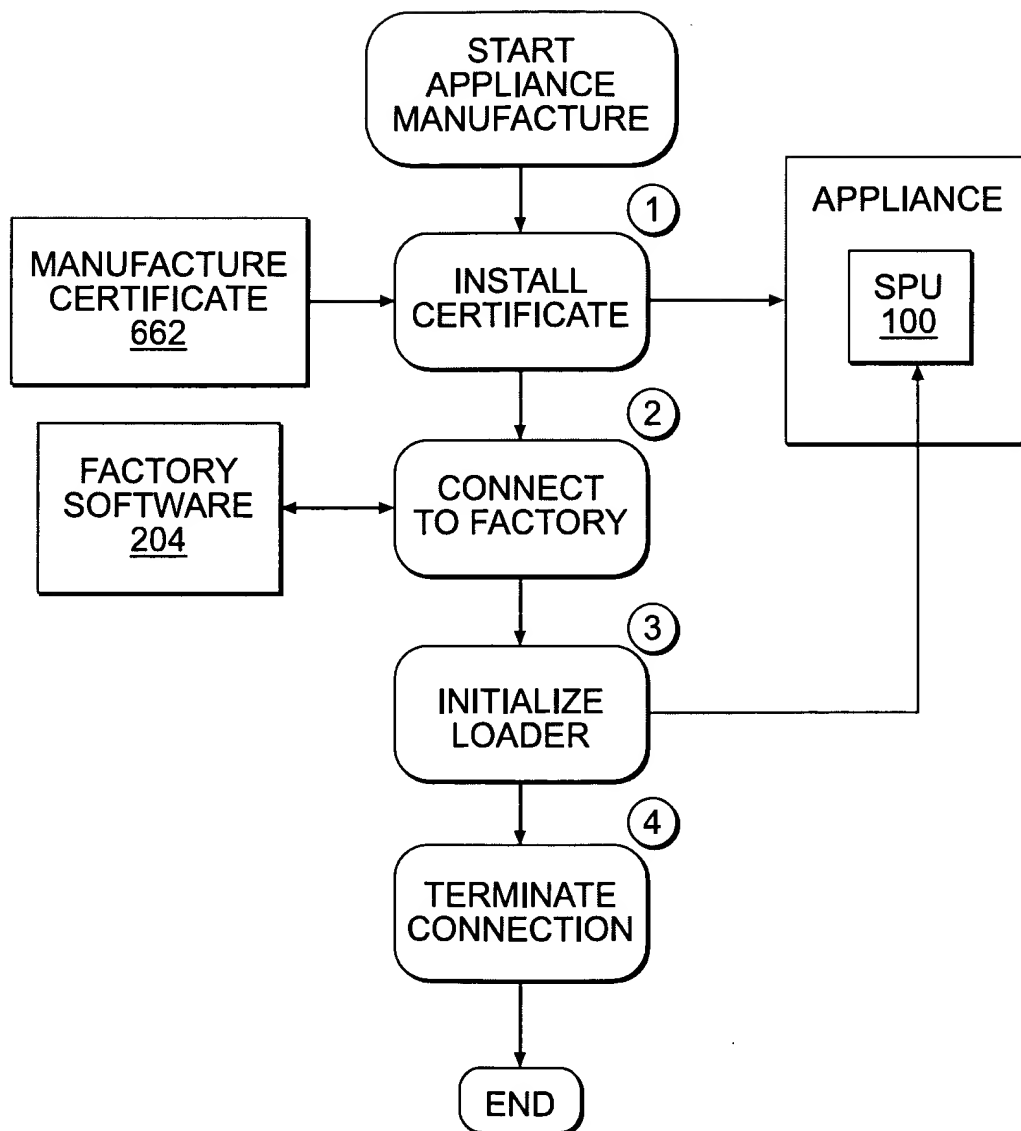 START
APPLIANCE
MANUFACTURE
1
APPLIANCE
MANUFACTURE
CERTIFICATE
662
INSTALL
CERTIFICATE
SPU
100
2
FACTORY
SOFTWARE
204
CONNECT
TO FACTORY
3
INITIALIZE
LOADER
4
TERMINATE
CONNECTION
END